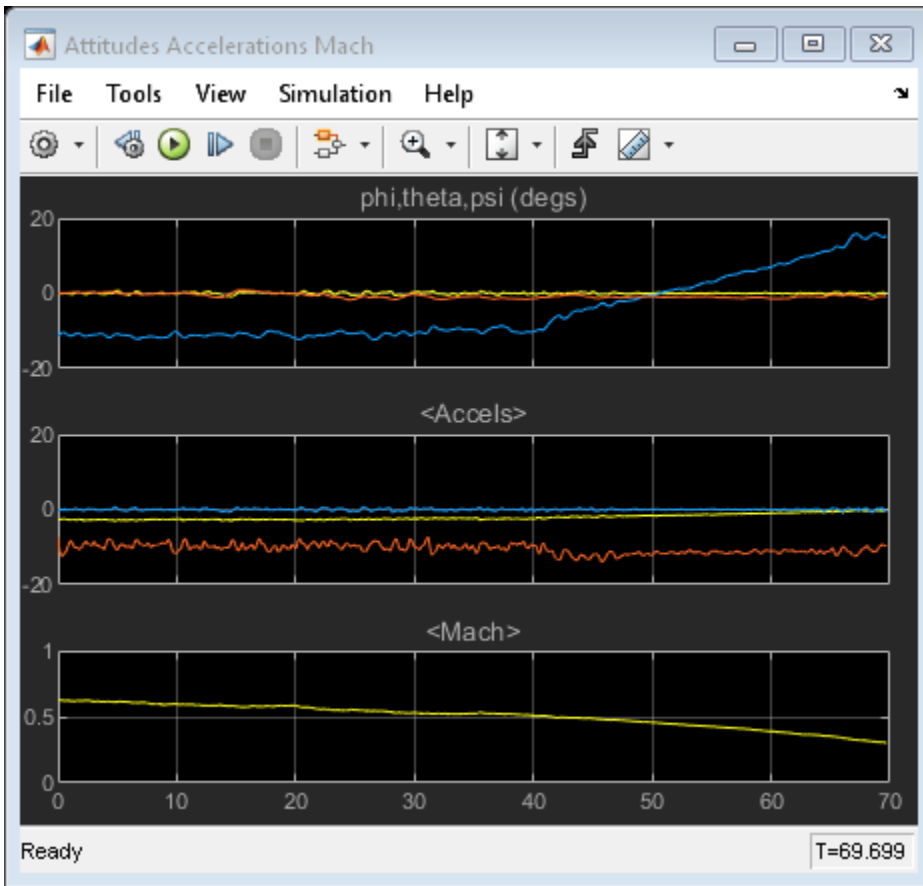 Attitudes Accelerations Mach
File Tools View Simulation Help
phi,theta,psi (degs)
20
0
-20
<Accels>
20
0
-20
<Mach>
1
0.5
0
0 10 20 30 40 50 60 70
Ready T=69.699